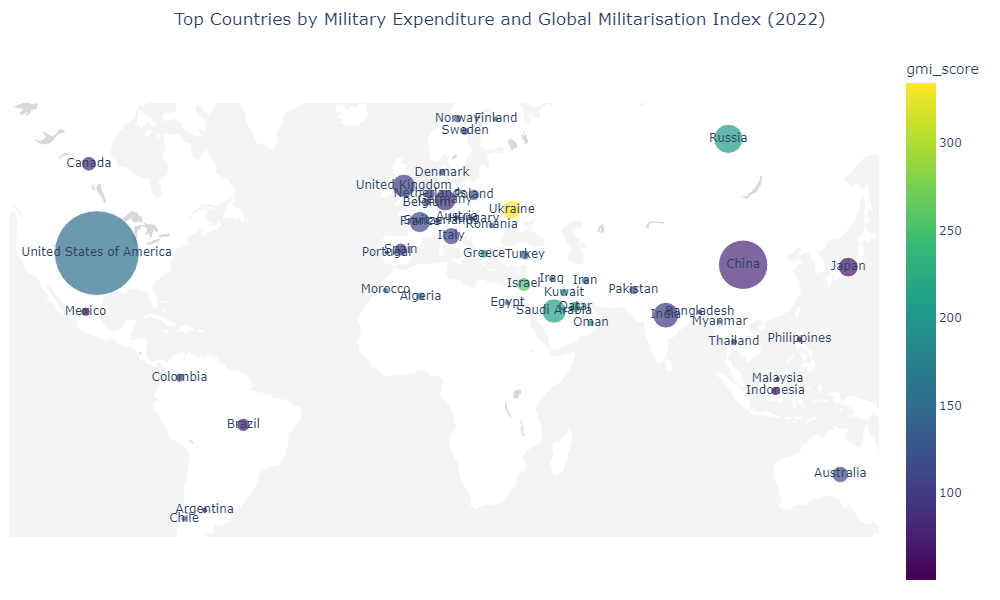 Top Countries by Military Expenditure and Global Militarisation Index (2022)
gmi_score
Norway
Finland
Sweden
Russia
Canada
Denmark
United Kingdom
Netherlands
Poland
Germany
Belgium
Ukraine
Austria
Hungary
France
Switzerland
Romania
Italy
Spain
Portugal
Greece
Turkey
United States of America
China
Japan
Israel
Iraq
Iran
Morocco
Algeria
Kuwait
Pakistan
Egypt
Qatar
Saudi Arabia
Oman
India
Bangladesh
Myanmar
Mexico
Thailand
Philippines
Colombia
Malaysia
Indonesia
Brazil
Australia
Argentina
Chile
300
250
200
150
100